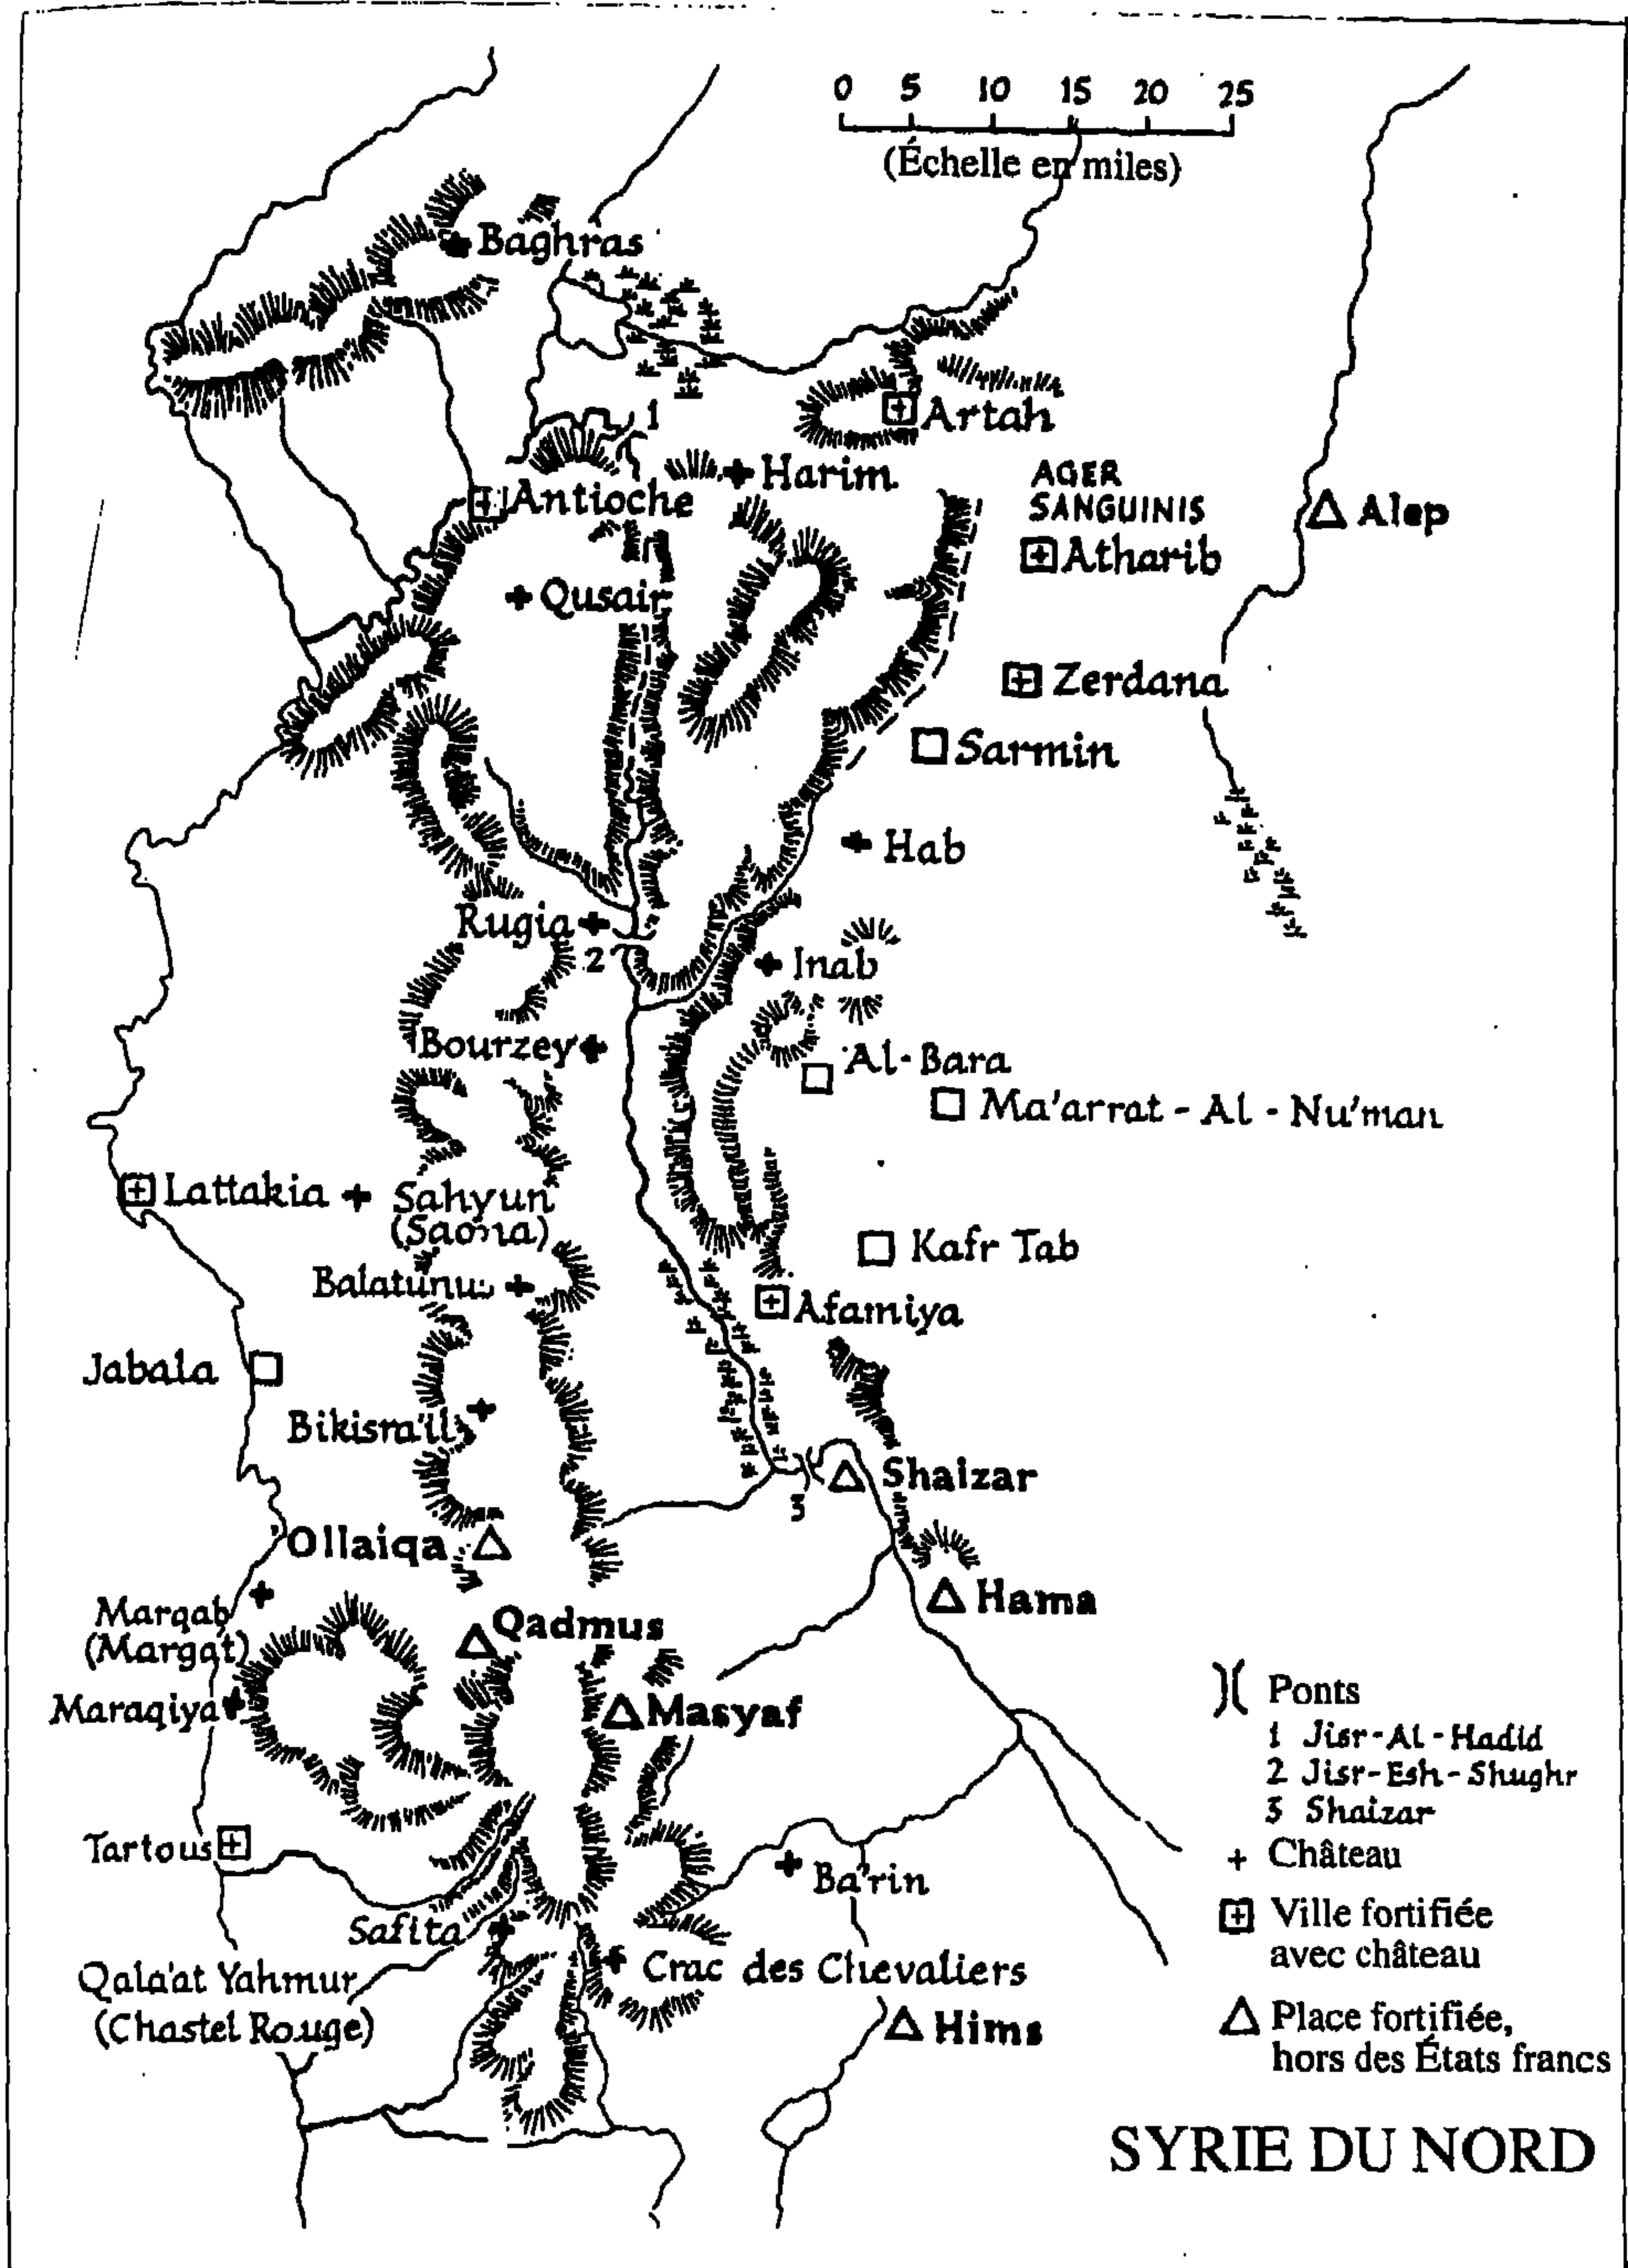 0 5 10 15 20 25
(Échelle en miles)
Baghras
1
Artah
Harim
AGER
SANGUINIS
Antioche
Alep
Atharib
Qusair
Zerdana
Sarmin
Hab
Rugia
2
Inab
Bourzey
Al-Bara
Ma'arrat - Al - Nu'man
Lattakia
Sahyun
(Saona)
Kafr Tab
Balatunus
Afamiya
Jabala
Bikisra'il
Shaizar
3
'Ollaiqa
Hama
Marqab
(Margat)
Qadmus
Maraqiya
Masyaf
Ponts
1 Jisr-Al-Hadid
2 Jisr-Esh-Shughr
3 Shaizar
Tartous
Château
Ba'rin
Safita
Ville fortifiée
avec château
Crac des Chevaliers
Qala'at Yahmur
(Chastel Rouge)
Hims
Place fortifiée,
hors des États francs
SYRIE DU NORD